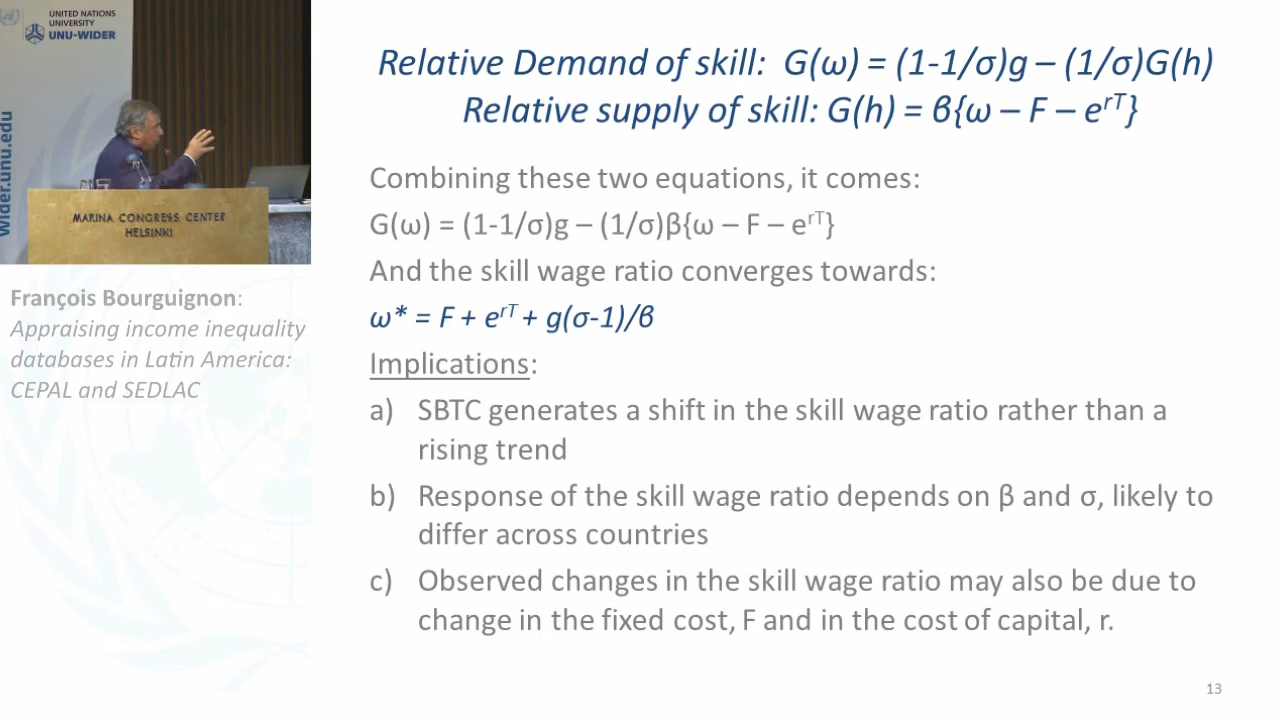 UNITED NATIONS
UNIVERSITY
UNU-WIDER
wider.unu.edu
MARINA CONGRESS CENTER
HELSINKI
François Bourguignon:
Appraising income inequality
databases in Latin America:
CEPAL and SEDLAC
Relative Demand of skill: G(ω) = (1-1/σ)g – (1/σ)G(h)
Relative supply of skill: G(h) = β{ω – F – eʳᵀ}
Combining these two equations, it comes:
G(ω) = (1-1/σ)g – (1/σ)β{ω – F – eʳᵀ}
And the skill wage ratio converges towards:
ω* = F + eʳᵀ + g(σ-1)/β
Implications:
a) SBTC generates a shift in the skill wage ratio rather than a
rising trend
b) Response of the skill wage ratio depends on β and σ, likely to
differ across countries
c) Observed changes in the skill wage ratio may also be due to
change in the fixed cost, F and in the cost of capital, r.
13